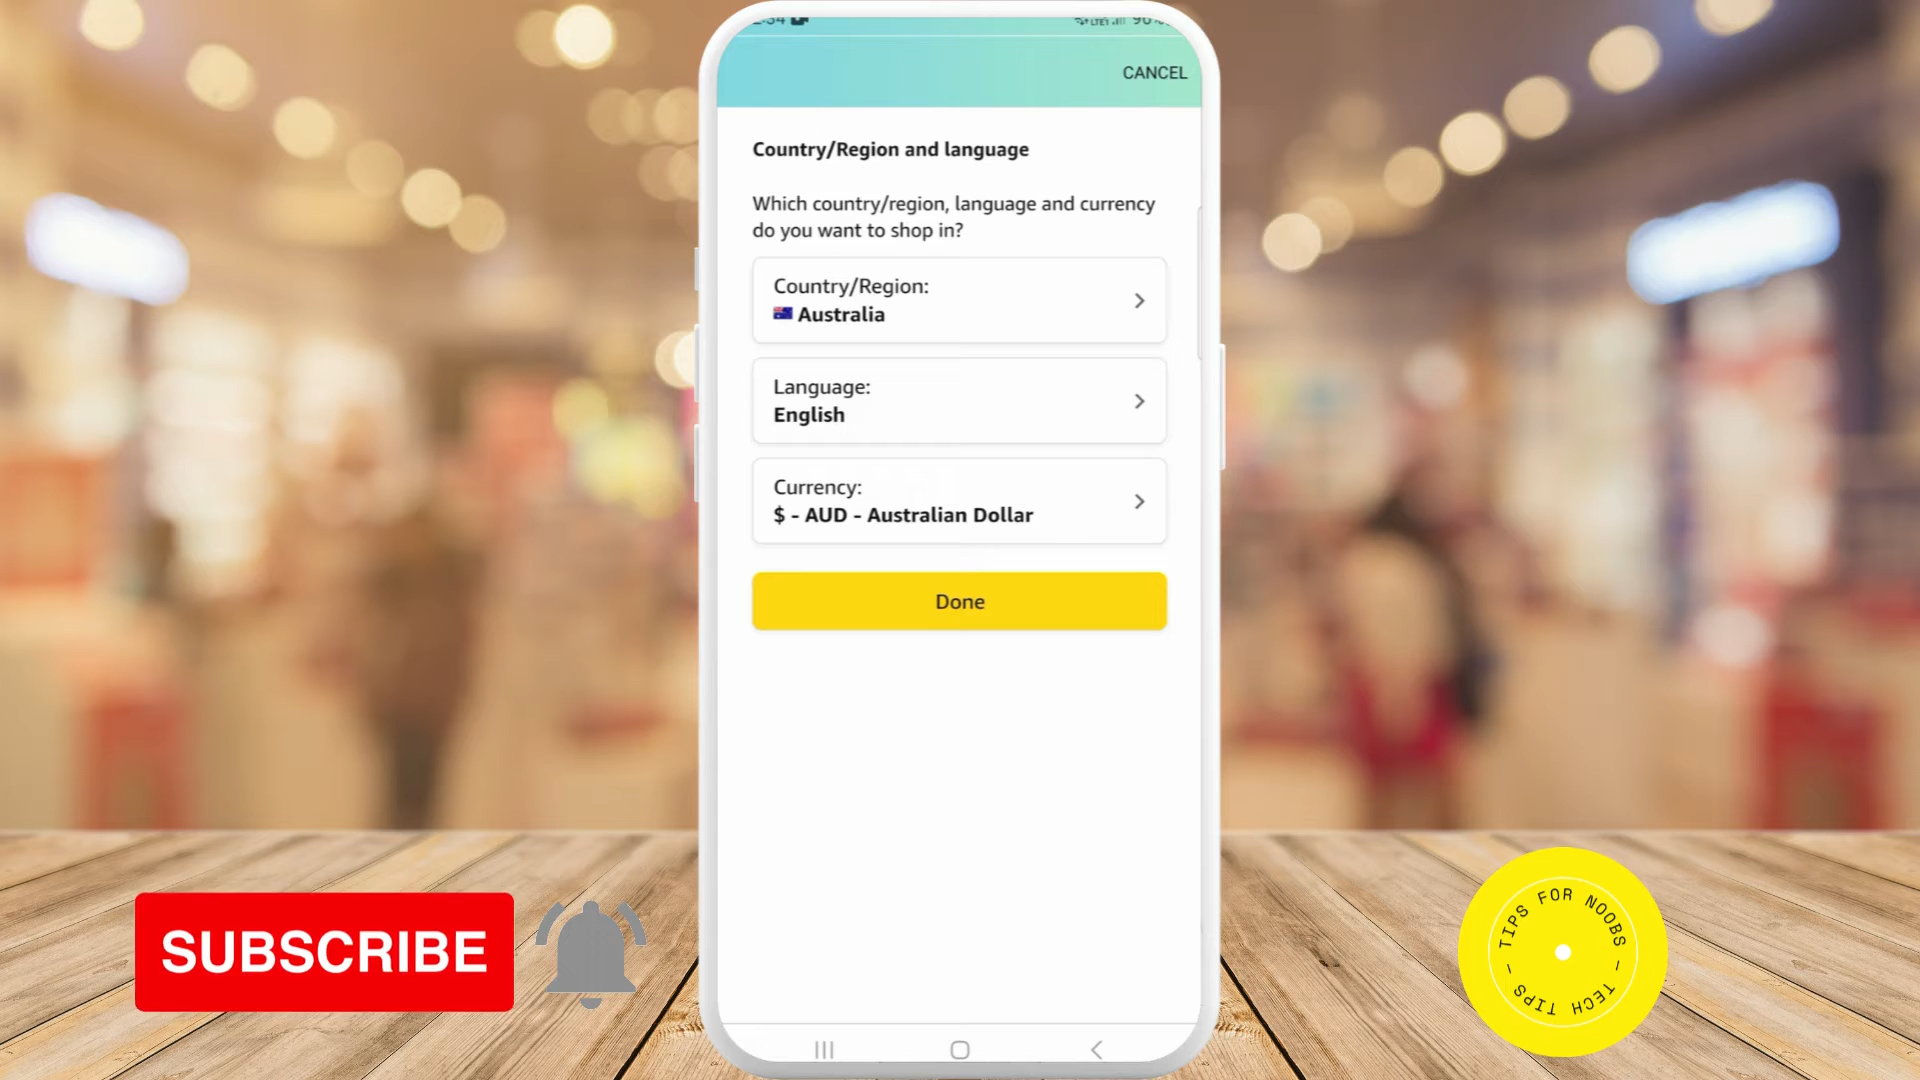 CANCEL
Country/Region and language
Which country/region, language and currency
do you want to shop in?
Country/Region:
Australia
Language:
English
Currency:
$ - AUD - Australian Dollar
Done
SUBSCRIBE
TIPS FOR NOOBS - TECH TIPS -